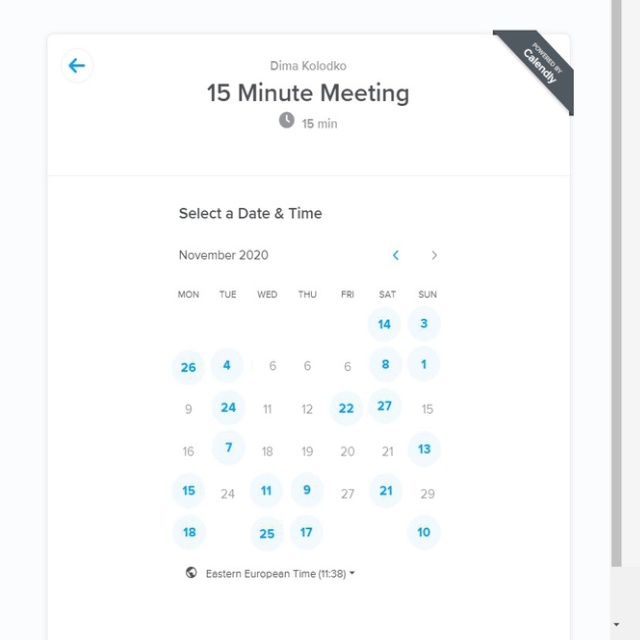 POWERED BY
Calendly
Dima Kolodko
15 Minute Meeting
15 min
Select a Date & Time
November 2020
MON TUE WED THU FRI SAT SUN
14 3
26 4 6 6 6 8 1
9 24 11 12 22 27 15
16 7 18 19 20 21 13
15 24 11 9 27 21 29
18 25 17 10
Eastern European Time (11:38)